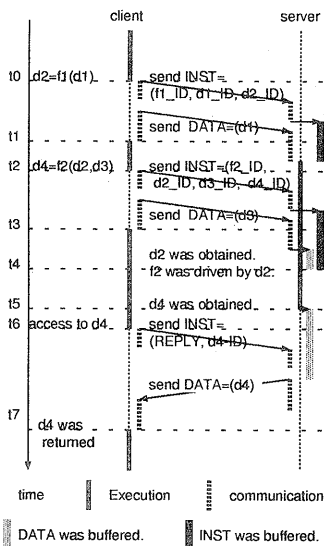 client server
t0 d2=f1(d1) send INST=
(f1_ID, d1_ID, d2_ID)
send DATA=(d1)
t1
t2 d4=f2(d2,d3) send INST=(f2_ID,
d2_ID, d3_ID, d4_ID)
send DATA=(d3)
t3
d2 was obtained.
t4 f2 was driven by d2.
t5 d4 was obtained
t6 access to d4 send INST=
(REPLY, d4-ID)
send DATA=(d4)
t7 d4 was
returned
time Execution communication
DATA was buffered. INST was buffered.